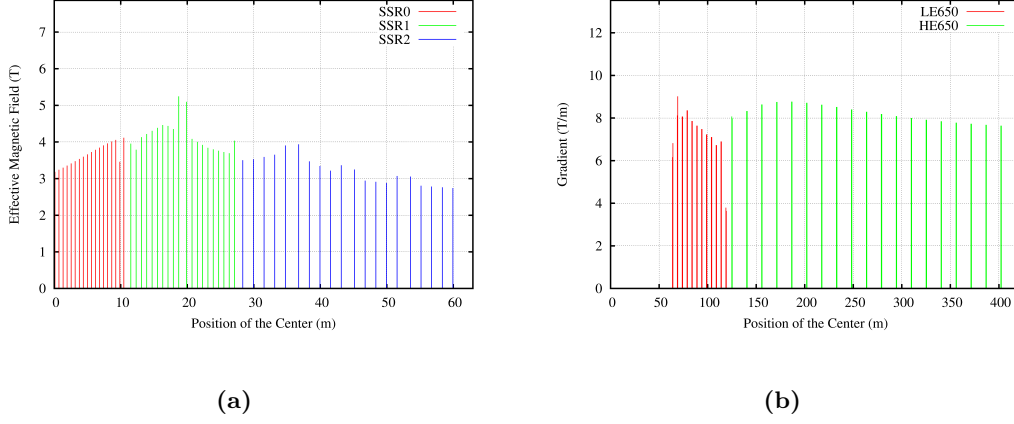 SSR0
SSR1
SSR2
7
6
5
4
3
2
1
0
Effective Magnetic Field (T)
0 10 20 30 40 50 60
Position of the Center (m)
(a)
LE650
HE650
12
10
8
6
4
2
0
Gradient (T/m)
0 50 100 150 200 250 300 350 400
Position of the Center (m)
(b)